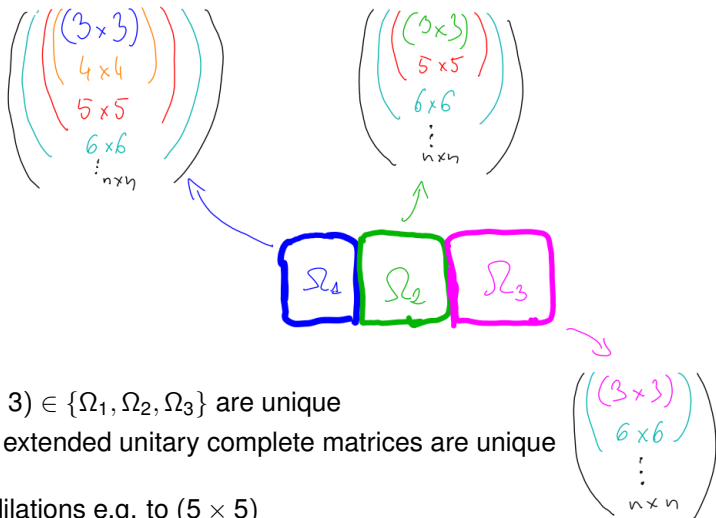 (3×3)
4×4
5×5
6×6
⋮
n×n
(3×3)
5×5
6×6
⋮
n×n
Ω₁ Ω₂ Ω₃
3) ∈ {Ω₁, Ω₂, Ω₃} are unique
extended unitary complete matrices are unique
dilations e.g. to (5 × 5)
(3×3)
6×6
⋮
n×n